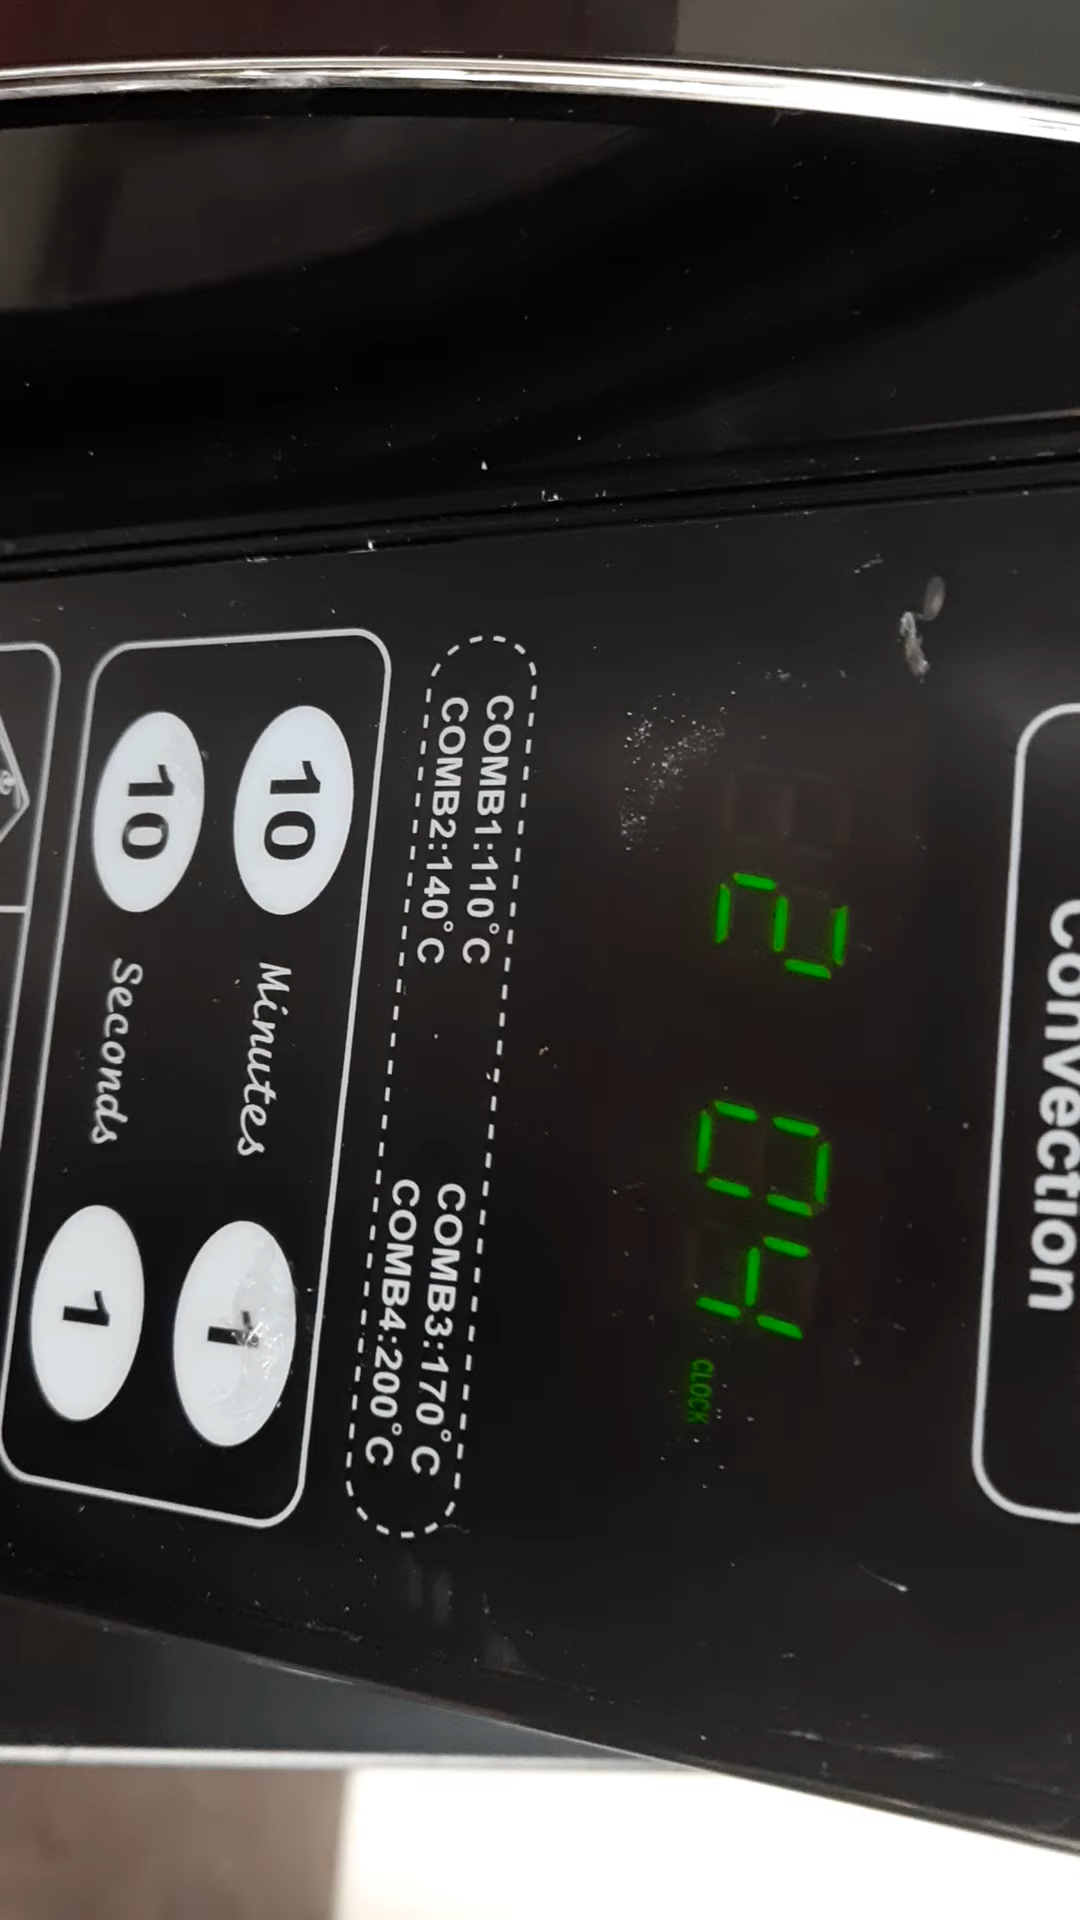 Convection
2 04
CLOCK
COMB1:110°C COMB3:170°C
COMB2:140°C COMB4:200°C
10 Minutes 1
10 Seconds 1